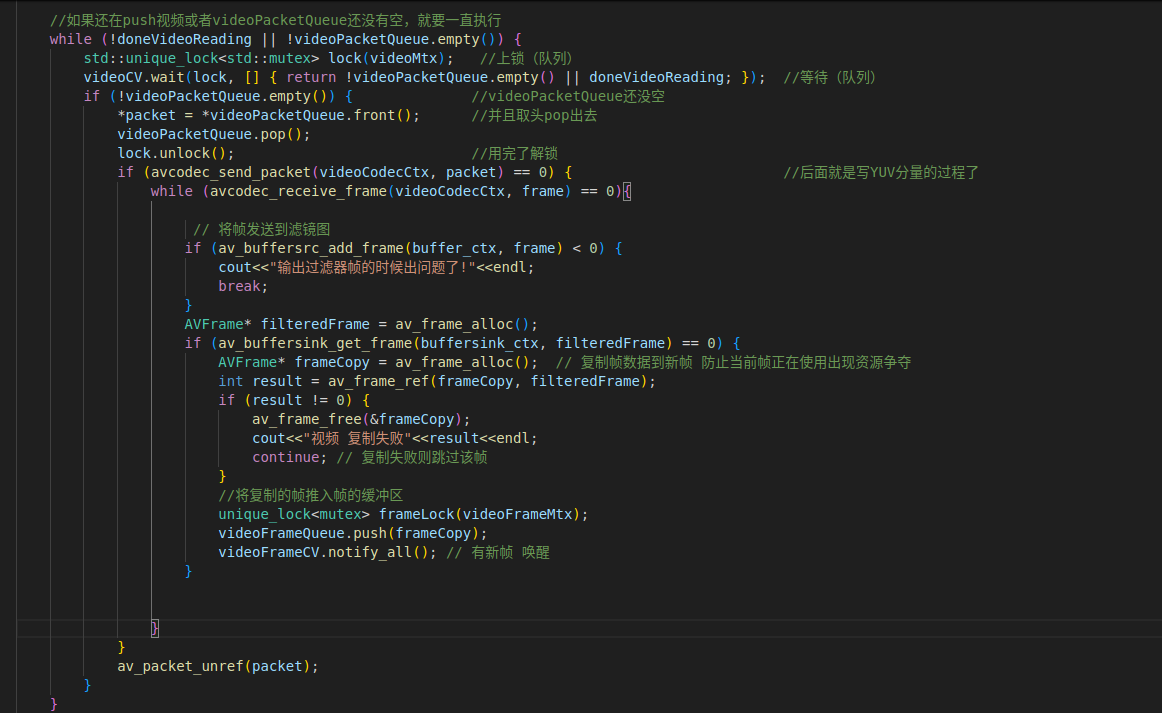 //如果还在push视频或者videoPacketQueue还没有空，就要一直执行
while (!doneVideoReading || !videoPacketQueue.empty()) {
std::unique_lock<std::mutex> lock(videoMtx);   //上锁（队列）
videoCV.wait(lock, [] { return !videoPacketQueue.empty() || doneVideoReading; });  //等待（队列）
if (!videoPacketQueue.empty()) {              //videoPacketQueue还没空
*packet = *videoPacketQueue.front();      //并且取头pop出去
videoPacketQueue.pop();
lock.unlock();                            //用完了解锁
if (avcodec_send_packet(videoCodecCtx, packet) == 0) {                         //后面就是写YUV分量的过程了
while (avcodec_receive_frame(videoCodecCtx, frame) == 0){
// 将帧发送到滤镜图
if (av_buffersrc_add_frame(buffer_ctx, frame) < 0) {
cout<<"输出过滤器帧的时候出问题了!"<<endl;
break;
}
AVFrame* filteredFrame = av_frame_alloc();
if (av_buffersink_get_frame(buffersink_ctx, filteredFrame) == 0) {
AVFrame* frameCopy = av_frame_alloc();  // 复制帧数据到新帧 防止当前帧正在使用出现资源争夺
int result = av_frame_ref(frameCopy, filteredFrame);
if (result != 0) {
av_frame_free(&frameCopy);
cout<<"视频 复制失败"<<result<<endl;
continue; // 复制失败则跳过该帧
}
//将复制的帧推入帧的缓冲区
unique_lock<mutex> frameLock(videoFrameMtx);
videoFrameQueue.push(frameCopy);
videoFrameCV.notify_all(); // 有新帧 唤醒
}
}
}
av_packet_unref(packet);
}
}